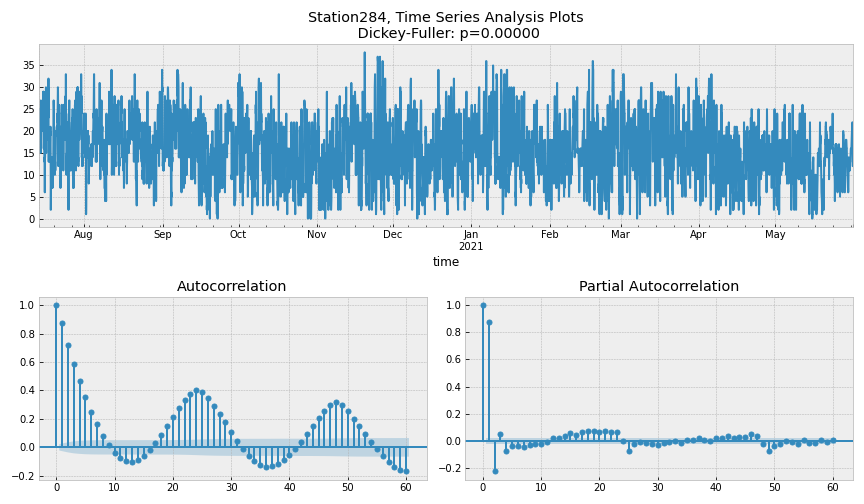 Station284, Time Series Analysis Plots
Dickey-Fuller: p=0.00000
35
30
25
20
15
10
5
0
Aug Sep Oct Nov Dec Jan Feb Mar Apr May
2021
time
Autocorrelation
1.0
0.8
0.6
0.4
0.2
0.0
−0.2
0 10 20 30 40 50 60
Partial Autocorrelation
1.0
0.8
0.6
0.4
0.2
0.0
−0.2
0 10 20 30 40 50 60